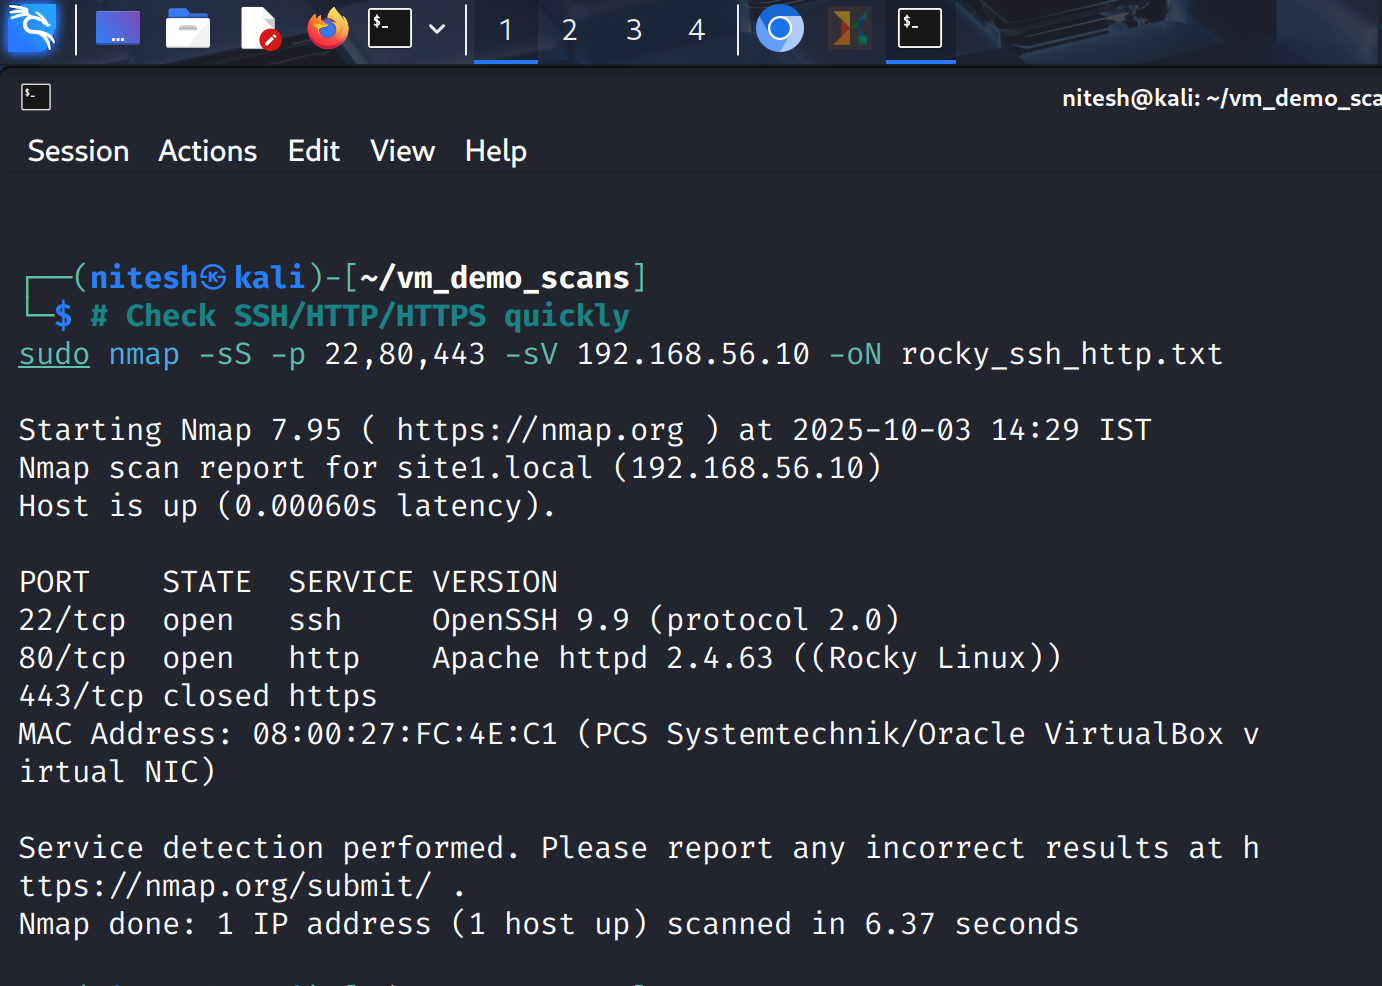 1 2 3 4
nitesh@kali: ~/vm_demo_sca
Session Actions Edit View Help
┌──(nitesh㉿kali)-[~/vm_demo_scans]
└─$ # Check SSH/HTTP/HTTPS quickly
sudo nmap -sS -p 22,80,443 -sV 192.168.56.10 -oN rocky_ssh_http.txt
Starting Nmap 7.95 ( https://nmap.org ) at 2025-10-03 14:29 IST
Nmap scan report for site1.local (192.168.56.10)
Host is up (0.00060s latency).
PORT    STATE  SERVICE VERSION
22/tcp  open   ssh     OpenSSH 9.9 (protocol 2.0)
80/tcp  open   http    Apache httpd 2.4.63 ((Rocky Linux))
443/tcp closed https
MAC Address: 08:00:27:FC:4E:C1 (PCS Systemtechnik/Oracle VirtualBox v
irtual NIC)
Service detection performed. Please report any incorrect results at h
ttps://nmap.org/submit/ .
Nmap done: 1 IP address (1 host up) scanned in 6.37 seconds